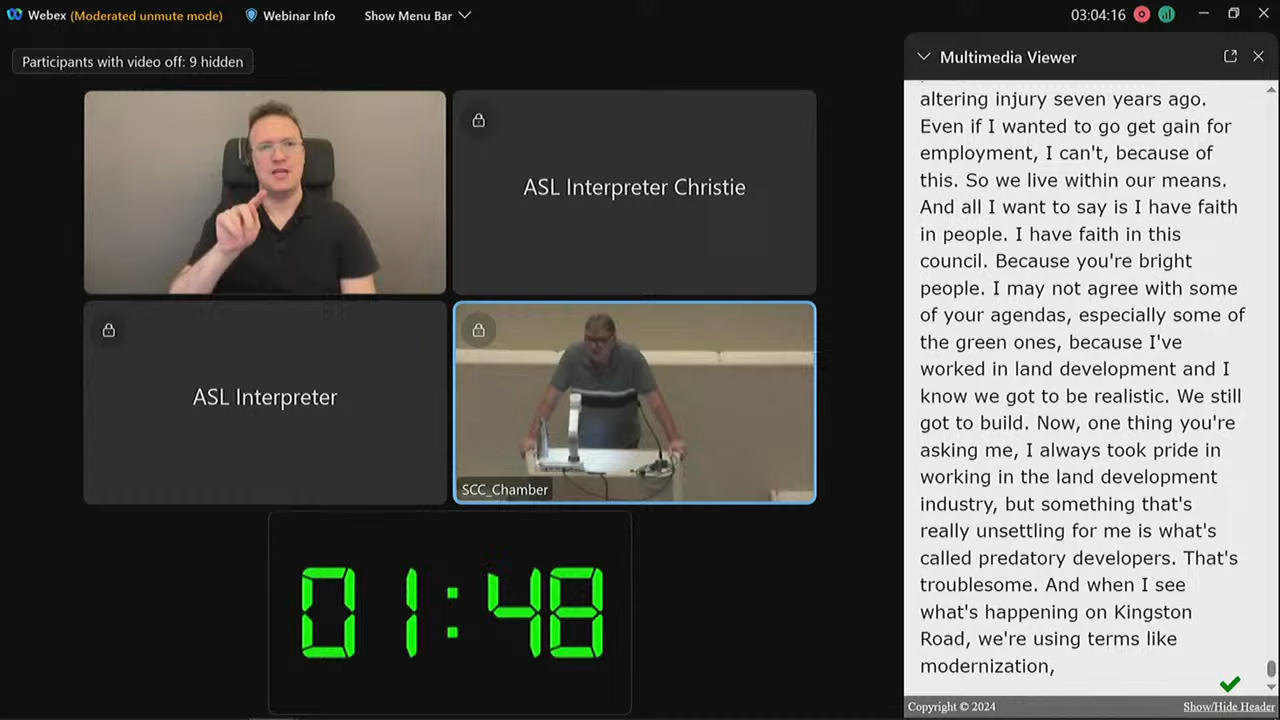 Webex (Moderated unmute mode) Webinar Info Show Menu Bar 03:04:16
Participants with video off: 9 hidden
ASL Interpreter Christie
ASL Interpreter
SCC_Chamber
01:48
Multimedia Viewer
altering injury seven years ago.
Even if I wanted to go get gain for
employment, I can't, because of
this. So we live within our means.
And all I want to say is I have faith
in people. I have faith in this
council. Because you're bright
people. I may not agree with some
of your agendas, especially some of
the green ones, because I've
worked in land development and I
know we got to be realistic. We still
got to build. Now, one thing you're
asking me, I always took pride in
working in the land development
industry, but something that's
really unsettling for me is what's
called predatory developers. That's
troublesome. And when I see
what's happening on Kingston
Road, we're using terms like
modernization,
Copyright © 2024 Show/Hide Header